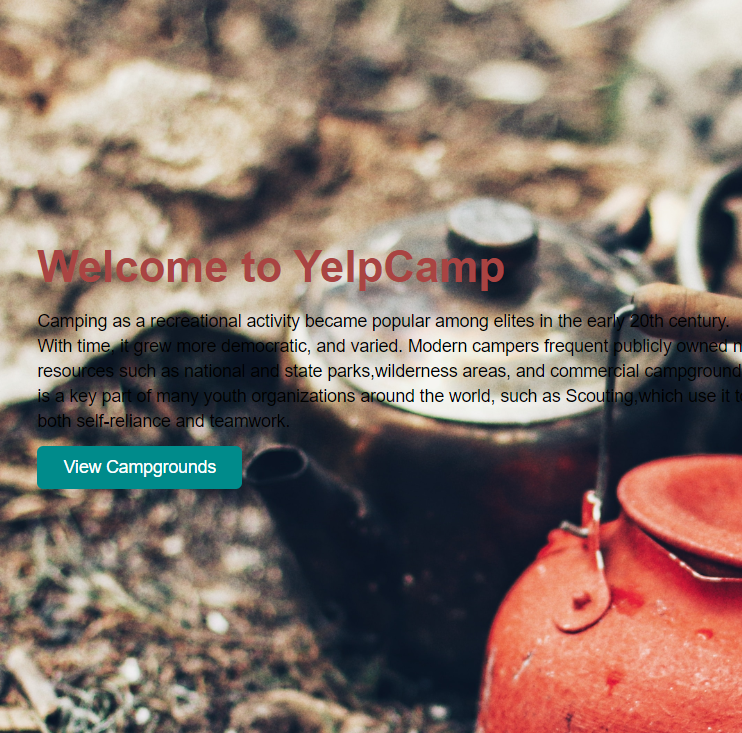 Welcome to YelpCamp
Camping as a recreational activity became popular among elites in the early 20th century.
With time, it grew more democratic, and varied. Modern campers frequent publicly owned
resources such as national and state parks,wilderness areas, and commercial campground
is a key part of many youth organizations around the world, such as Scouting,which use it
both self-reliance and teamwork.
View Campgrounds